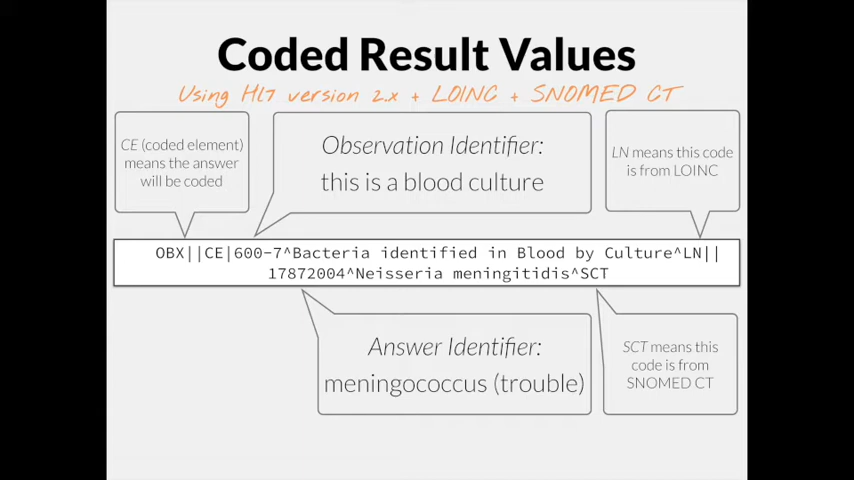 Coded Result Values
Using Hl7 version 2.x + LOINC + SNOMED CT
CE (coded element)
means the answer
will be coded
Observation Identifier:
this is a blood culture
LN means this code
is from LOINC
OBX||CE|600-7^Bacteria identified in Blood by Culture^LN||
17872004^Neisseria meningitidis^SCT
Answer Identifier:
meningococcus (trouble)
SCT means this
code is from
SNOMED CT